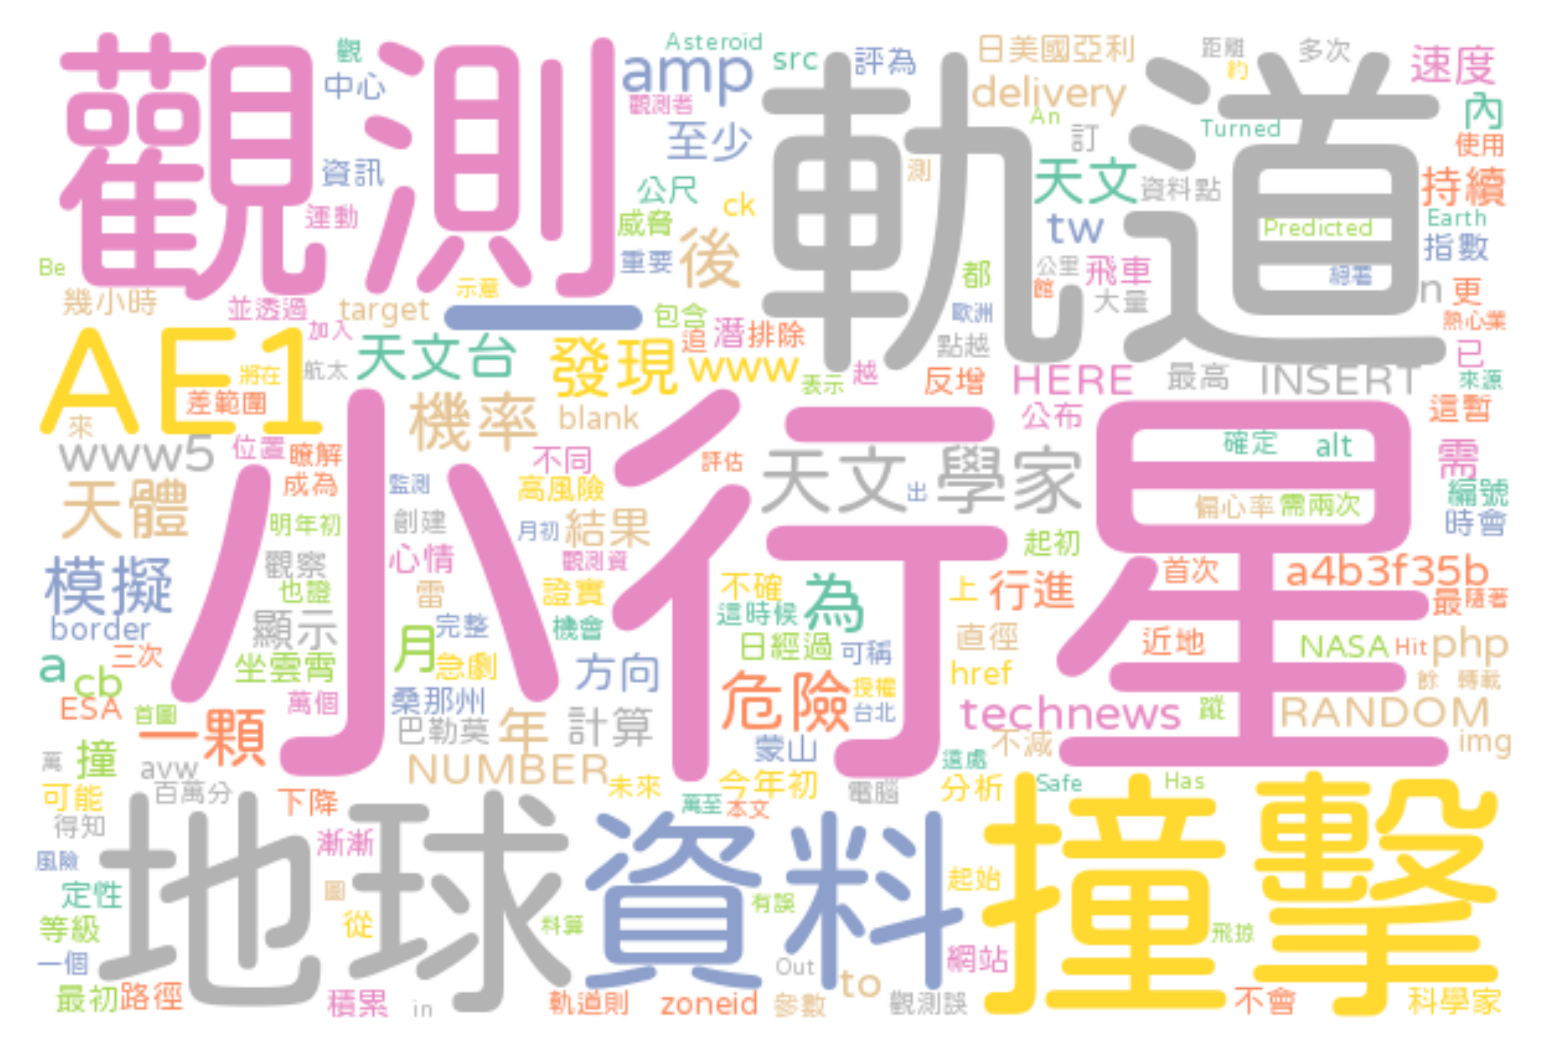 觀測
軌道
觀
Asteroid
amp
src
評為
日美國亞利
距離
約
多次
速度
中心
觀測者
delivery
內
An
訂
Turned
使用
至少
資訊
公尺
ck
測
天文
資料點
持續
運動
威脅
tw
Predicted
Earth
指數
Be
重要
後
都
公里
飛車
館
大量
總署
n
更
幾小時
並透過
target
示意
_
包含
歐洲
熱心業
加入
追
潛
排除
點越
已
AE1
差範圍
將在
航太
天文台
發現
www
表示
越
反增
HERE
最高
INSERT
來源
來
機率
blank
公布
這暫
www5
位置
瞭解
不同
評估
天文
學家
出
確定
alt
需
小行星
成為
監測
高風險
偏心率
需兩次
編號
天體
明年初
創建
月初
結果
起初
時會
觀察
心情
觀測資
首次
a4b3f35b
模擬
也證
雷
證實
不確
為
上
行進
最
隨著
border
顯示
完整
機會
這時候
直徑
近地
NASA
Hit
php
a
三次
坐雲霄
月
急劇
方向
日經過
可稱
href
餘
轉載
cb
ESA
首圖
萬個
桑那州
危險
授權
台北
technews
蹤
RANDOM
一顆
巴勒莫
年
計算
蒙山
不減
img
萬
撞
avw
NUMBER
未來
今年初
這處
可能
百萬分
下降
萬至
本文
電腦
分析
Safe
Has
得知
地球
資料
撞擊
漸漸
風險
定性
圖
起始
等級
從
料算
有誤
飛掠
一個
Out
網站
最初
路徑
積累
in
軌道則
zoneid
參數
to
觀測誤
不會
科學家